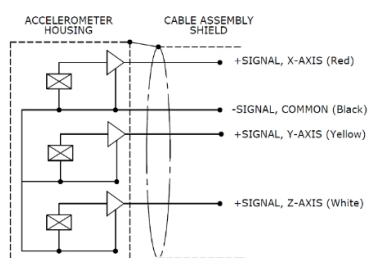 ACCELEROMETER
HOUSING
CABLE ASSEMBLY
SHIELD
+SIGNAL, X-AXIS (Red)
-SIGNAL, COMMON (Black)
+SIGNAL, Y-AXIS (Yellow)
+SIGNAL, Z-AXIS (White)